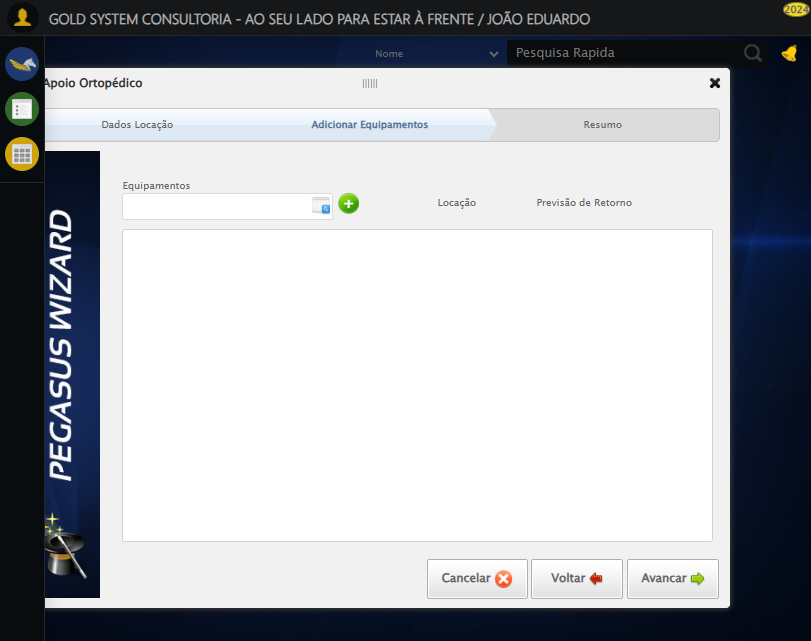 GOLD SYSTEM CONSULTORIA - AO SEU LADO PARA ESTAR À FRENTE / JOÃO EDUARDO
2024
Nome
Pesquisa Rapida
Apoio Ortopédico
Dados Locação
Adicionar Equipamentos
Resumo
PEGASUS WIZARD
Equipamentos
Locação
Previsão de Retorno
Cancelar
Voltar
Avancar